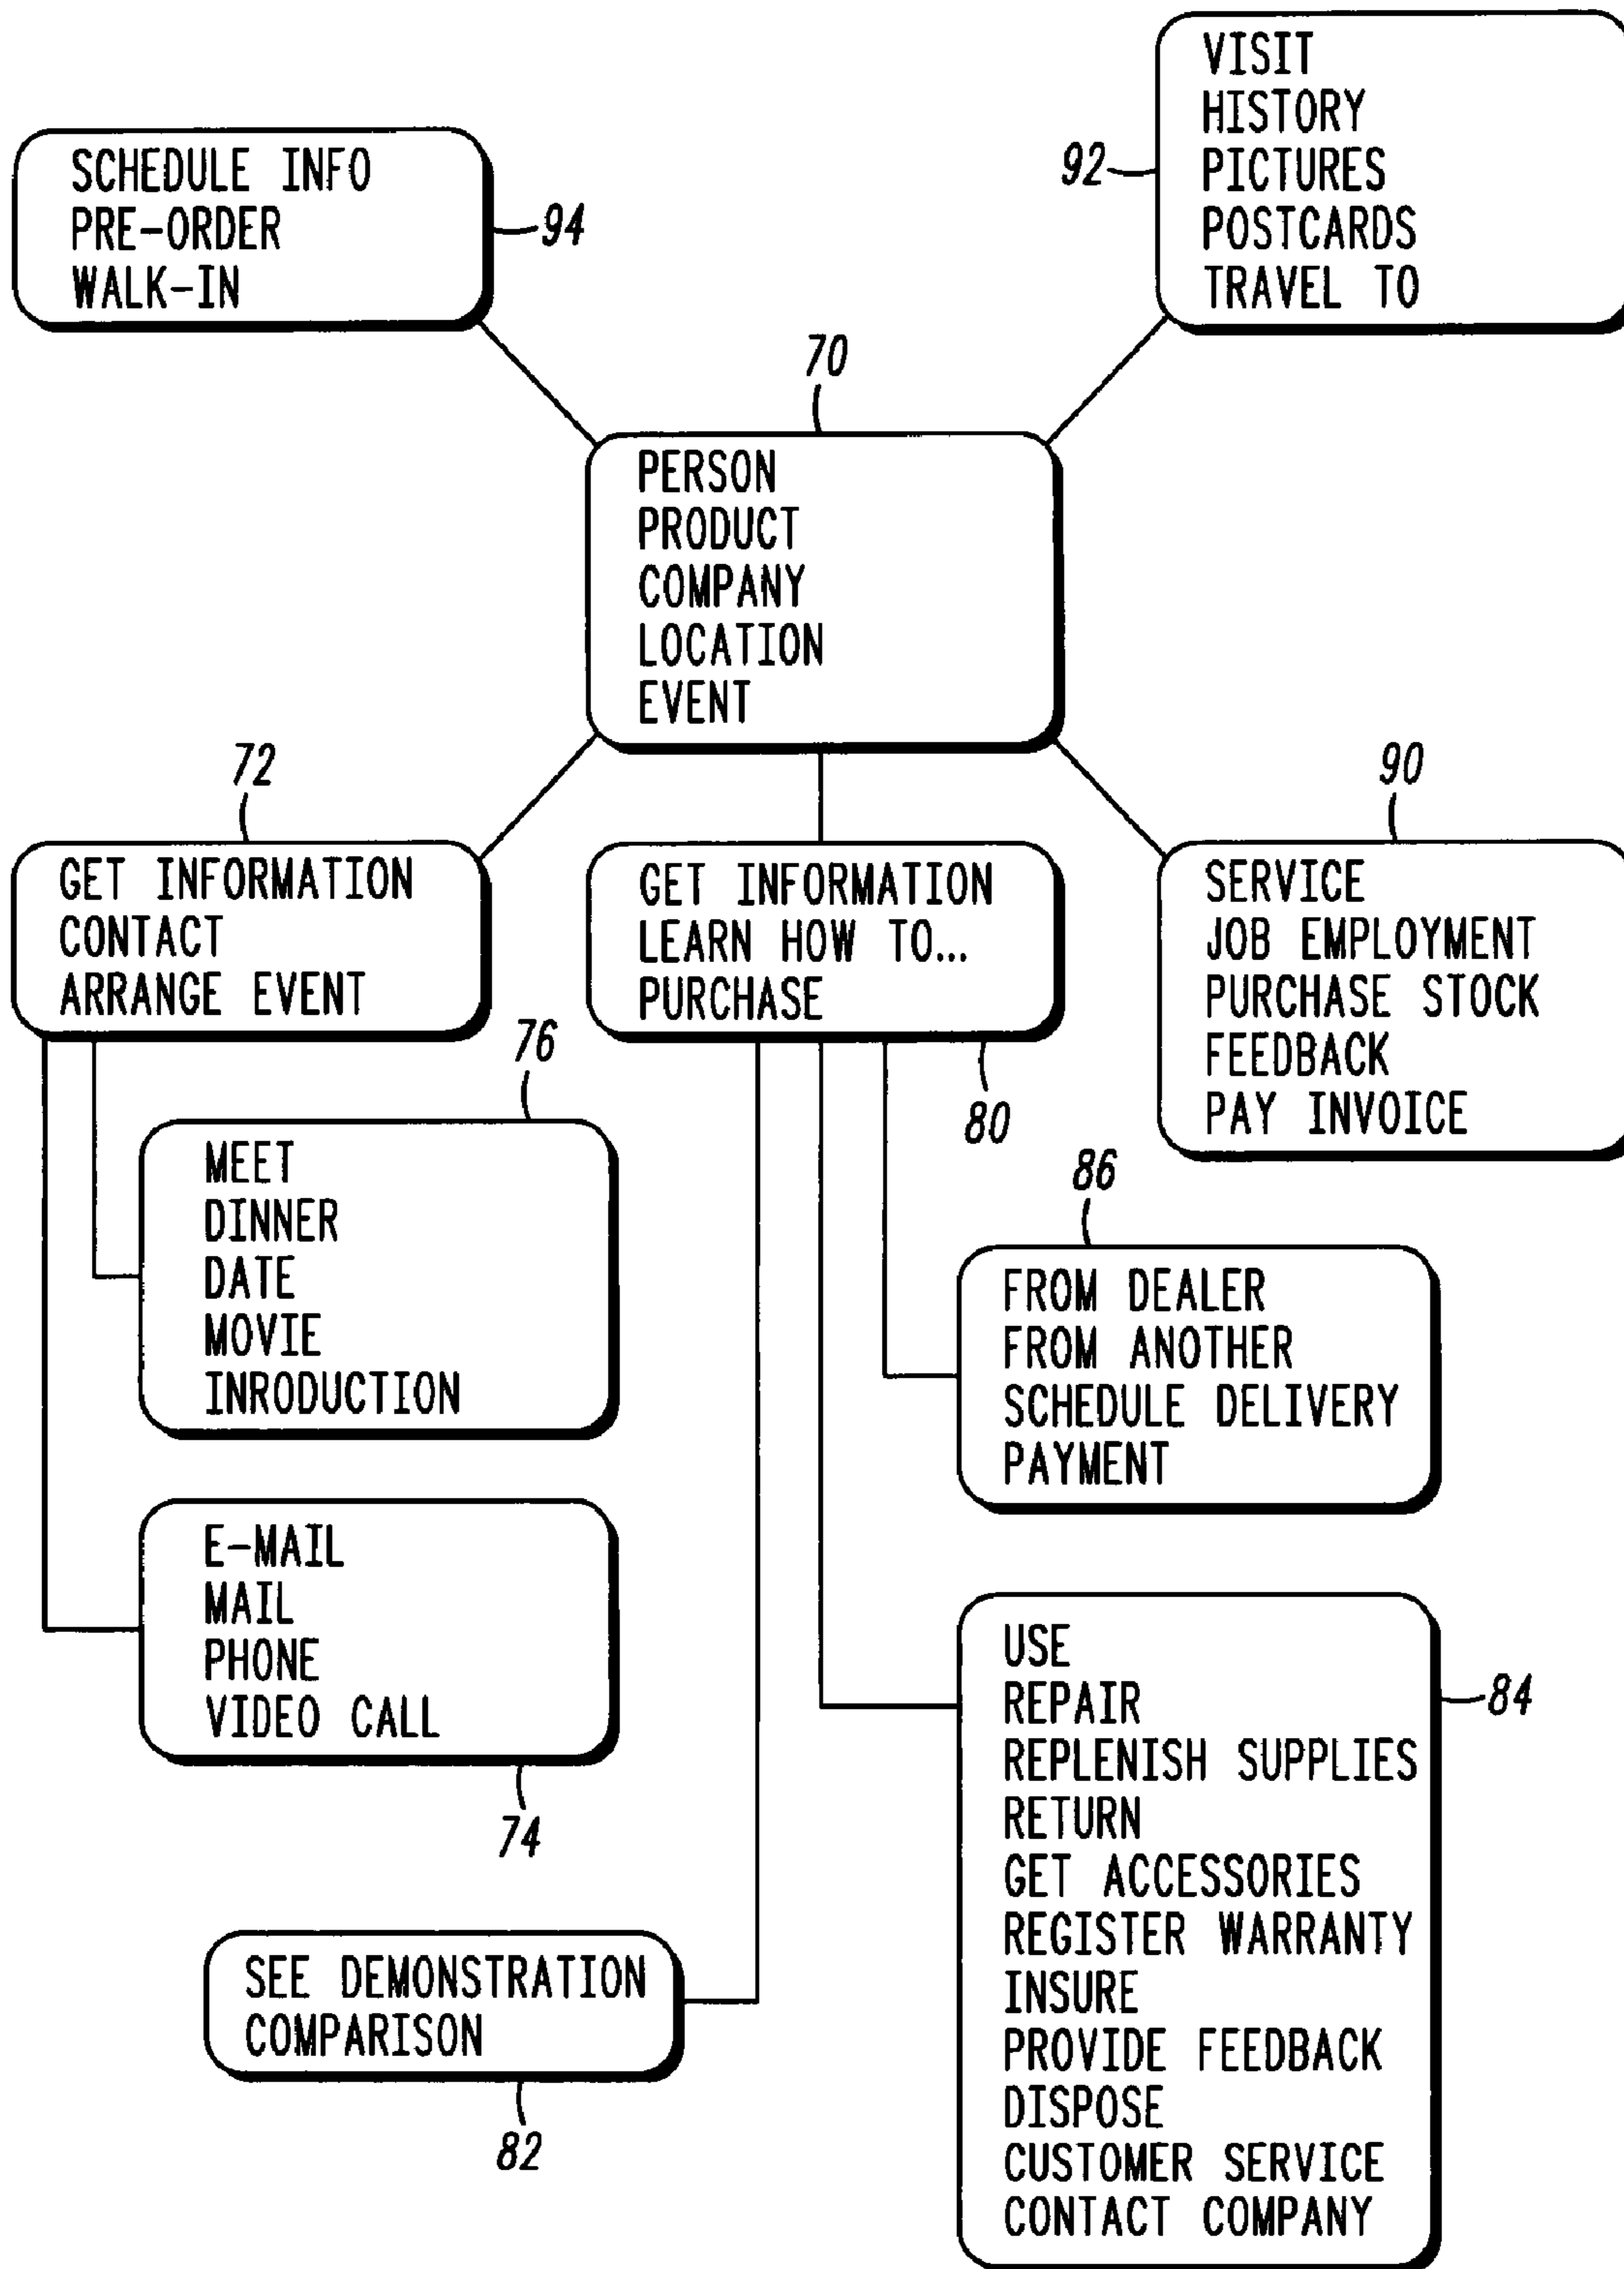 VISIT
HISTORY
92
PICTURES
POSTCARDS
TRAVEL TO
SCHEDULE INFO
PRE-ORDER
94
WALK-IN
70
PERSON
PRODUCT
COMPANY
LOCATION
EVENT
72
GET INFORMATION
CONTACT
ARRANGE EVENT
GET INFORMATION
LEARN HOW TO...
PURCHASE
80
90
SERVICE
JOB EMPLOYMENT
PURCHASE STOCK
FEEDBACK
PAY INVOICE
76
MEET
DINNER
DATE
MOVIE
INRODUCTION
86
FROM DEALER
FROM ANOTHER
SCHEDULE DELIVERY
PAYMENT
E-MAIL
MAIL
PHONE
VIDEO CALL
74
USE
REPAIR
84
REPLENISH SUPPLIES
RETURN
GET ACCESSORIES
REGISTER WARRANTY
INSURE
PROVIDE FEEDBACK
DISPOSE
CUSTOMER SERVICE
CONTACT COMPANY
SEE DEMONSTRATION
COMPARISON
82